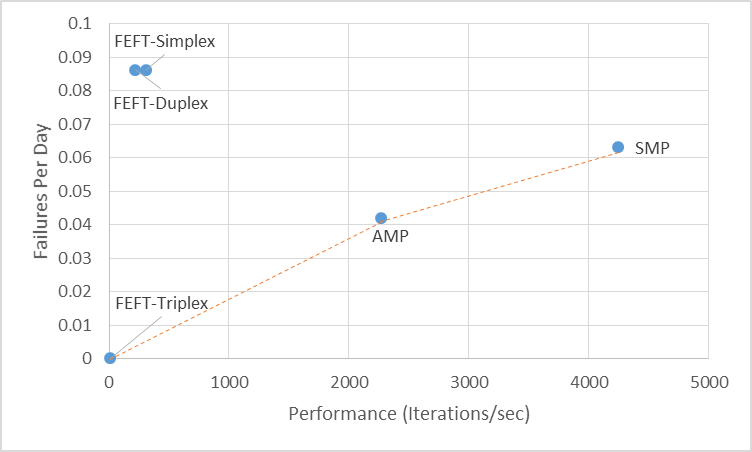 0.1
FEFT-Simplex
0.09
FEFT-Duplex
0.08
0.07
SMP
0.06
0.05
0.04
AMP
0.03
0.02
FEFT-Triplex
0.01
0
0 1000 2000 3000 4000 5000
Performance (Iterations/sec)
Failures Per Day